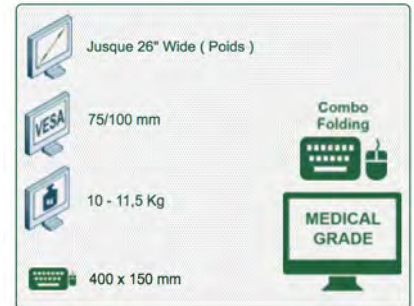 Jusque 26" Wide ( Poids )
VESA
75/100 mm
10 - 11,5 Kg
400 x 150 mm
Combo
Folding
MEDICAL
GRADE